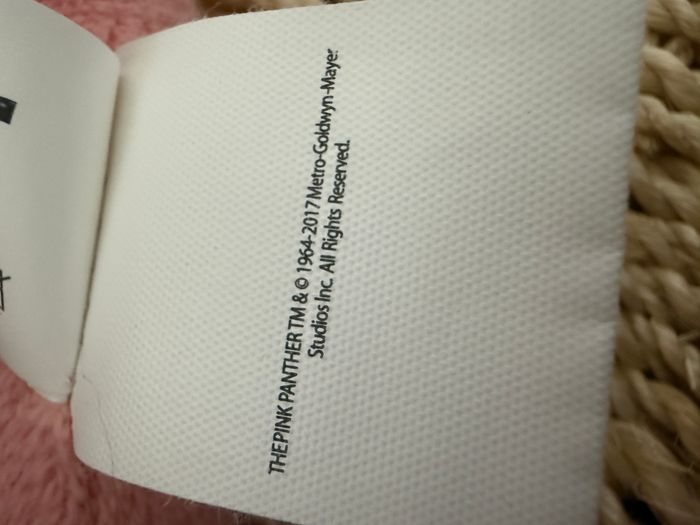 THEPINK PANTHER TM & © 1964-2017 Metro-Goldwyn-Mayer
Studios Inc. All Rights Reserved.